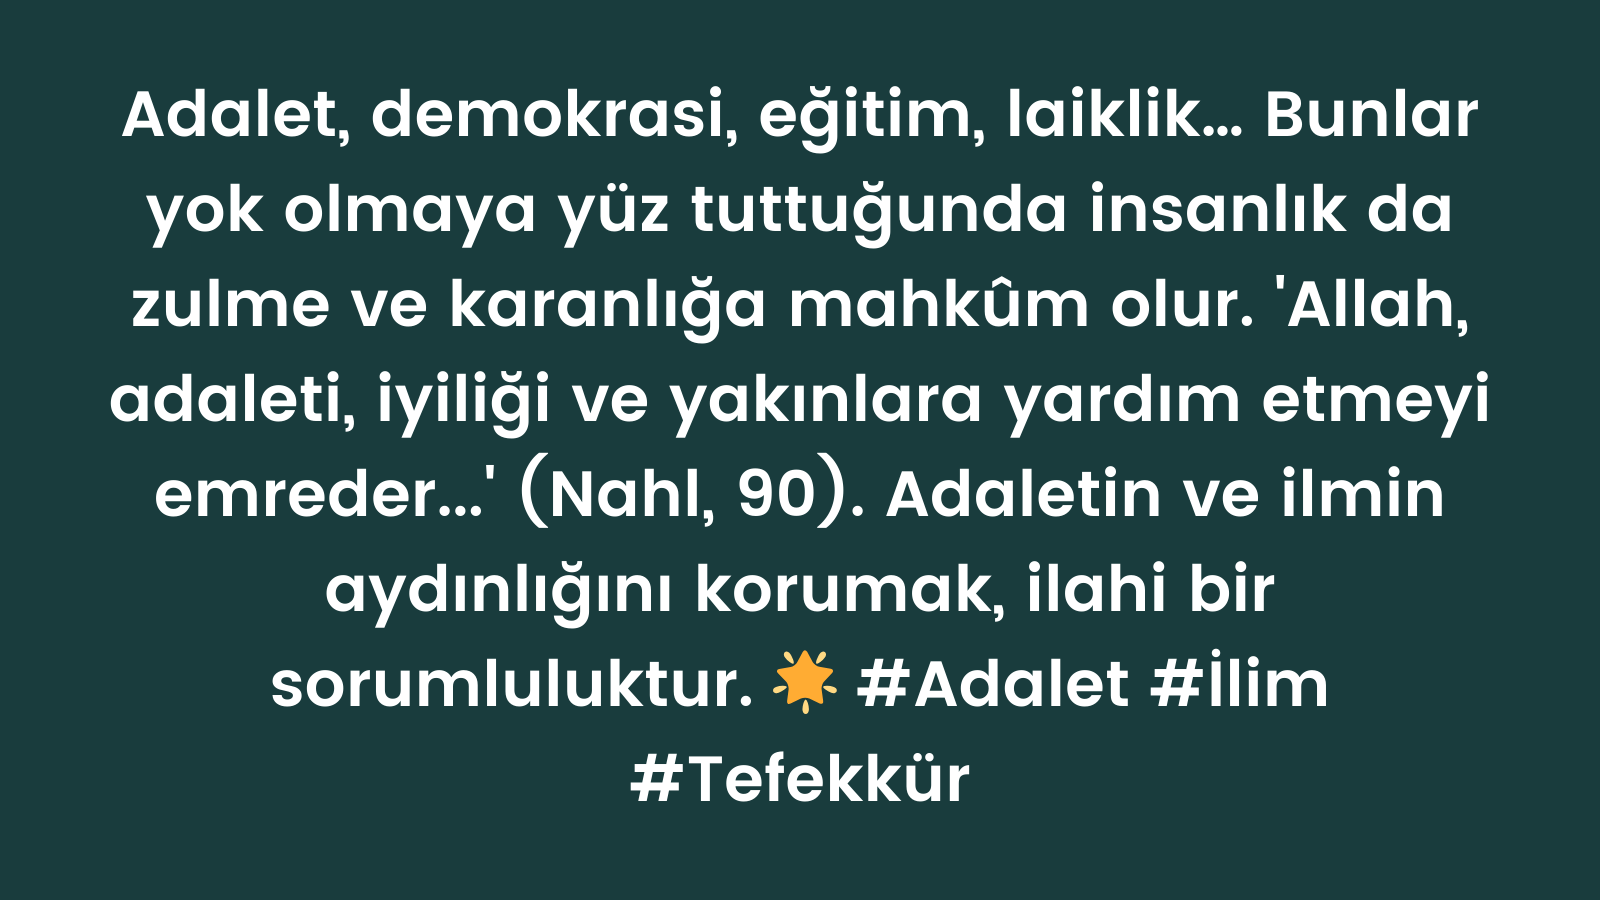 Adalet, demokrasi, eğitim, laiklik... Bunlar
yok olmaya yüz tuttuğunda insanlık da
zulme ve karanlığa mahkûm olur. 'Allah,
adaleti, iyiliği ve yakınlara yardım etmeyi
emreder...' (Nahl, 90). Adaletin ve ilmin
aydınlığını korumak, ilahi bir
sorumluluktur. 🌟 #Adalet #İlim
#Tefekkür